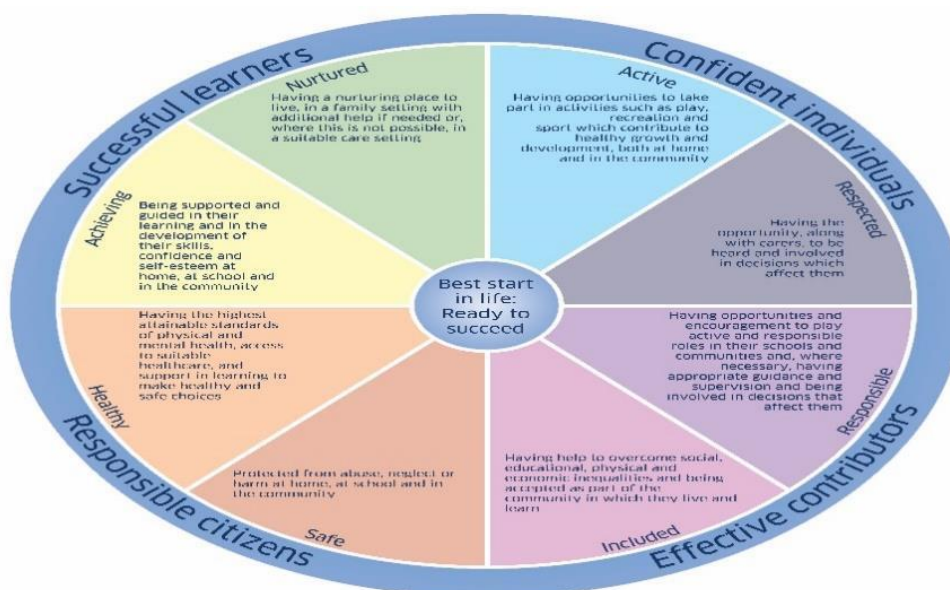 Successful learners
Confident individuals
Nurtured
Having a nurturing place to
live, in a family setting with
additional help if needed or,
where this is not possible, in
a suitable care setting
Active
Having opportunities to take
part in activities such as play,
recreation and
sport which contribute to
healthy growth and
development, both at home
and in the community
Achieving
Being supported and
guided in their
learning and in the
development of
their skills,
confidence and
self-esteem at
home, at school and
in the community
Respected
Having the
opportunity, along
with carers, to be
heard and involved
in decisions which
affect them
Best start
in life:
Ready to
succeed
Healthy
Having the highest
attainable standards
of physical and
mental health, access
to suitable
healthcare, and
support in learning to
make healthy and
safe choices
Responsible
Having opportunities and
encouragement to play
active and responsible
roles in their schools and
communities and, where
necessary, having
appropriate guidance and
supervision and being
involved in decisions that
affect them
Protected from abuse, neglect or
harm at home, at school and in
the community
Safe
Having help to overcome social,
educational, physical and
economic inequalities and being
accepted as part of the
community in which they live and
learn
Included
Responsible citizens
Effective contributors